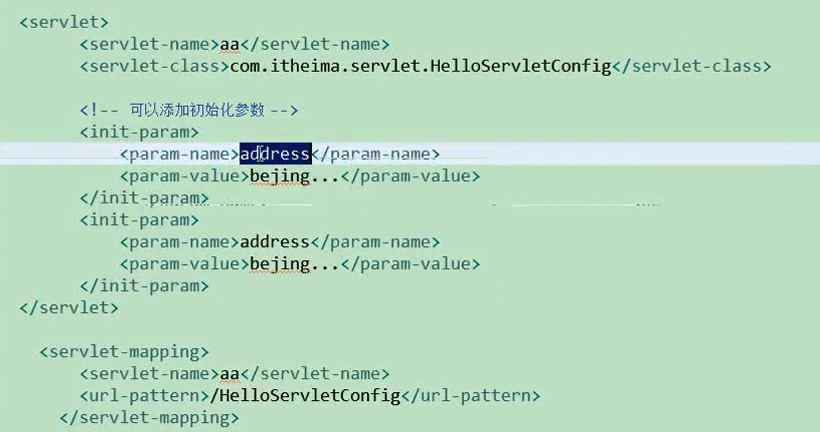 <servlet>
<servlet-name>aa</servlet-name>
<servlet-class>com.itheima.servlet.HelloServletConfig</servlet-class>
<!-- 可以添加初始化参数 -->
<init-param>
<param-name>address</param-name>
<param-value>bejing...</param-value>
</init-param>
<init-param>
<param-name>address</param-name>
<param-value>bejing...</param-value>
</init-param>
</servlet>
<servlet-mapping>
<servlet-name>aa</servlet-name>
<url-pattern>/HelloServletConfig</url-pattern>
</servlet-mapping>